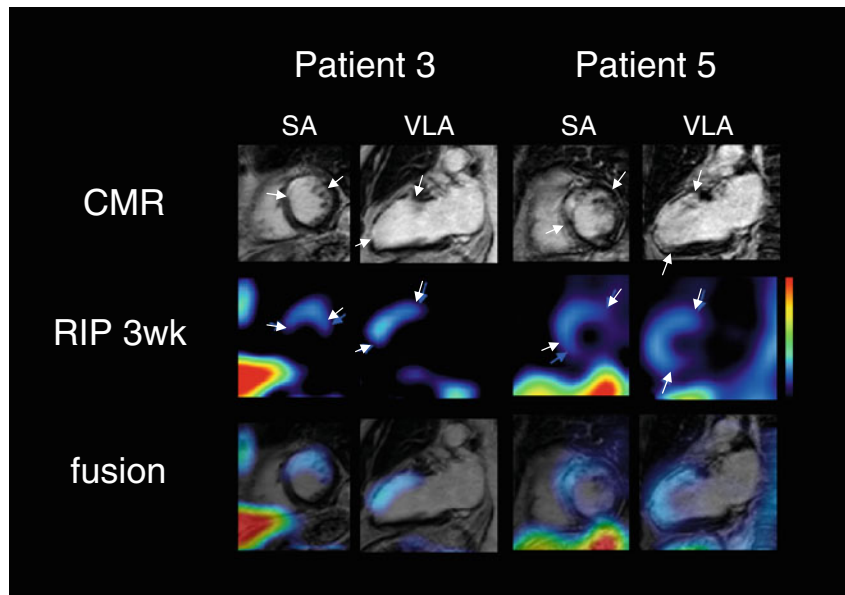 Patient 3 Patient 5
SA VLA SA VLA
CMR
RIP 3wk
fusion